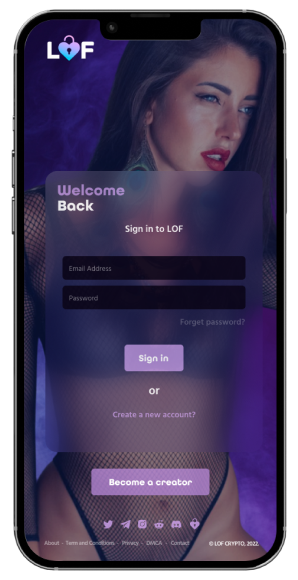 LOF
Welcome
Back
Sign in to LOF
Email Address
Password
Forget password?
Sign in
or
Create a new account?
Become a creator
About - Term and Conditions - Privacy - DMCA - Contact
© LOF CRYPTO, 2022.